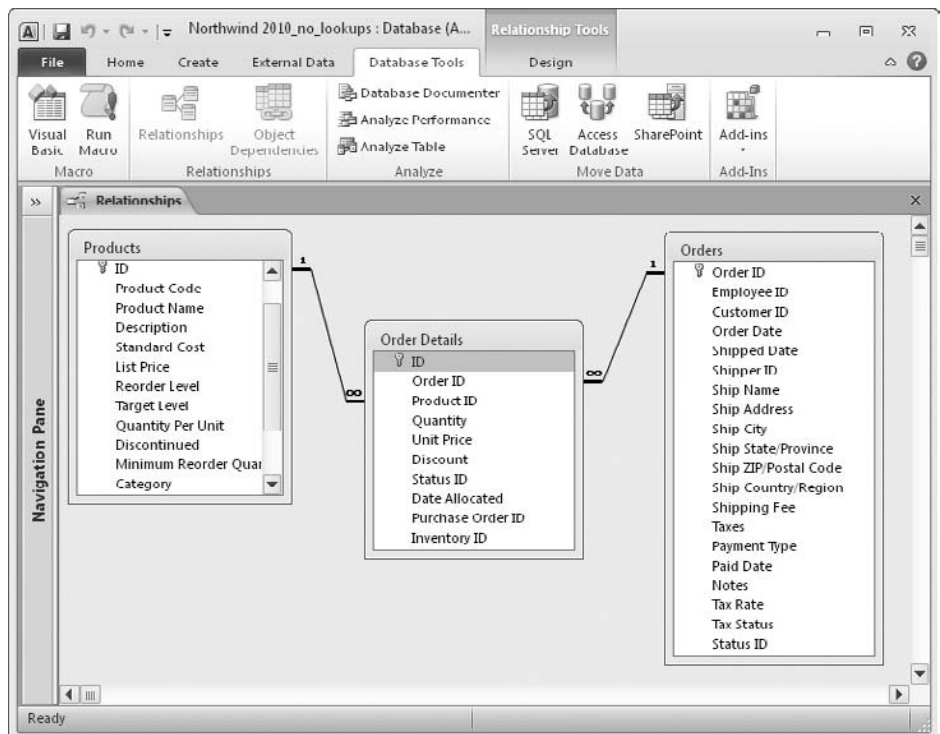 Northwind 2010_no_lookups : Database (A...
Relationship Tools
File Home Create External Data Database Tools Design
Visual Basic
Run Macro
Macro
Relationships
Object Dependencies
Relationships
Database Documenter
Analyze Performance
Analyze Table
Analyze
SQL Server
Access Database
SharePoint
Move Data
Add-ins
Add-Ins
Relationships
Navigation Pane
Products
ID
Product Code
Product Name
Description
Standard Cost
List Price
Reorder Level
Target Level
Quantity Per Unit
Discontinued
Minimum Reorder Quar
Category
1
∞
Order Details
ID
Order ID
Product ID
Quantity
Unit Price
Discount
Status ID
Date Allocated
Purchase Order ID
Inventory ID
∞
1
Orders
Order ID
Employee ID
Customer ID
Order Date
Shipped Date
Shipper ID
Ship Name
Ship Address
Ship City
Ship State/Province
Ship ZIP/Postal Code
Ship Country/Region
Shipping Fee
Taxes
Payment Type
Paid Date
Notes
Tax Rate
Tax Status
Status ID
Ready